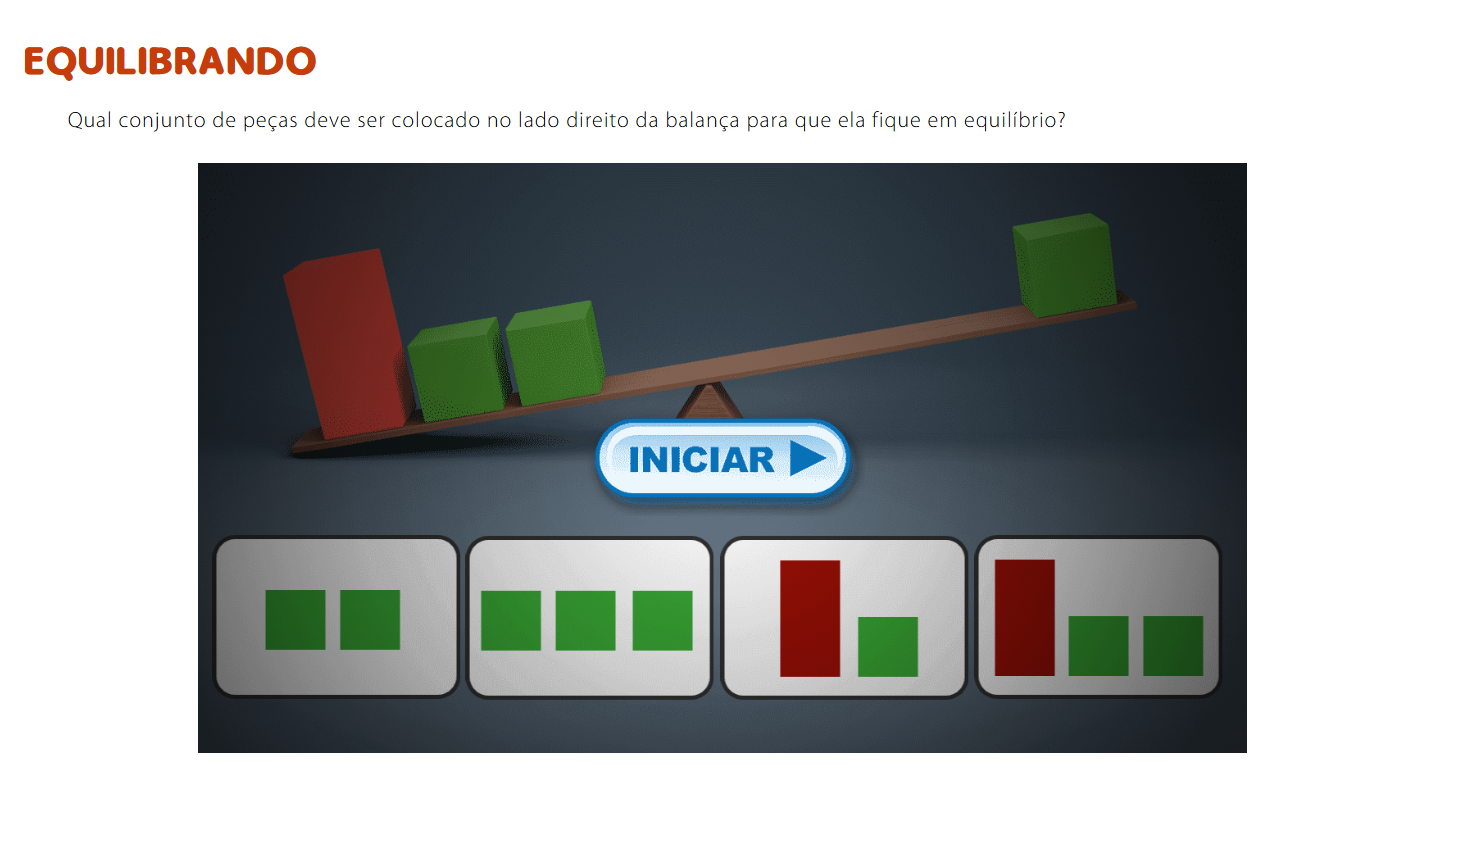 EQUILIBRANDO
Qual conjunto de peças deve ser colocado no lado direito da balança para que ela fique em equilíbrio?
INICIAR